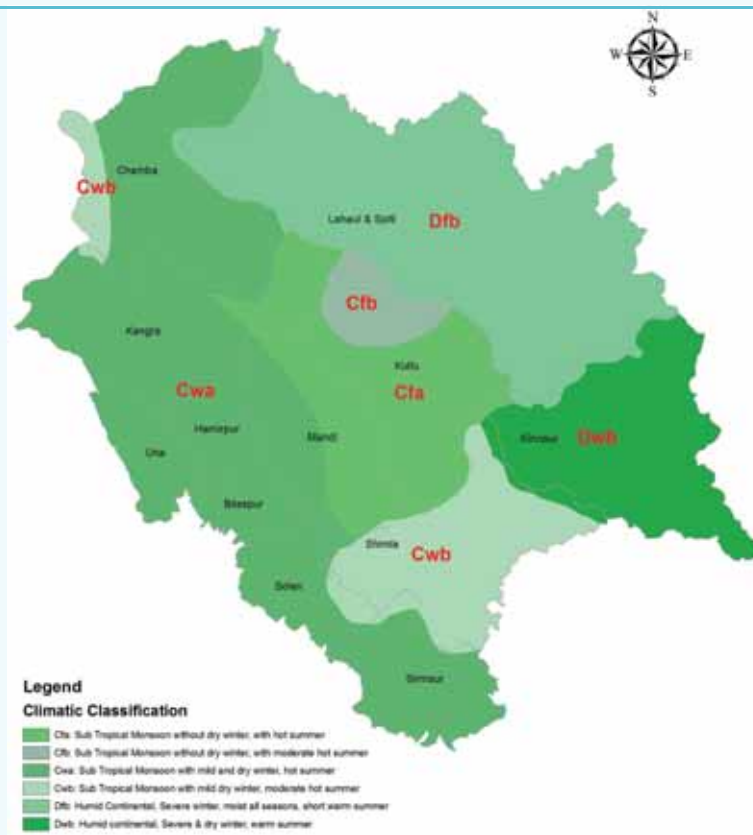 N
W E
S
Chamba
Cwb
Lahaul & Spiti
Dfb
Cfb
Kangra
Kullu
Cwa
Cfa
Hamirpur
Mandi
Kinnaur
Dwb
Una
Bilaspur
Shimla
Cwb
Solan
Sirmaur
Legend
Climatic Classification
Cfa: Sub Tropical Monsoon without dry winter, with hot summer
Cfb: Sub Tropical Monsoon without dry winter, with moderate hot summer
Cwa: Sub Tropical Monsoon with mild and dry winter, hot summer
Cwb: Sub Tropical Monsoon with mild dry winter, moderate hot summer
Dfb: Humid Continental, Severe winter, moist all seasons, short warm summer
Dwb: Humid continental, Severe & dry winter, warm summer